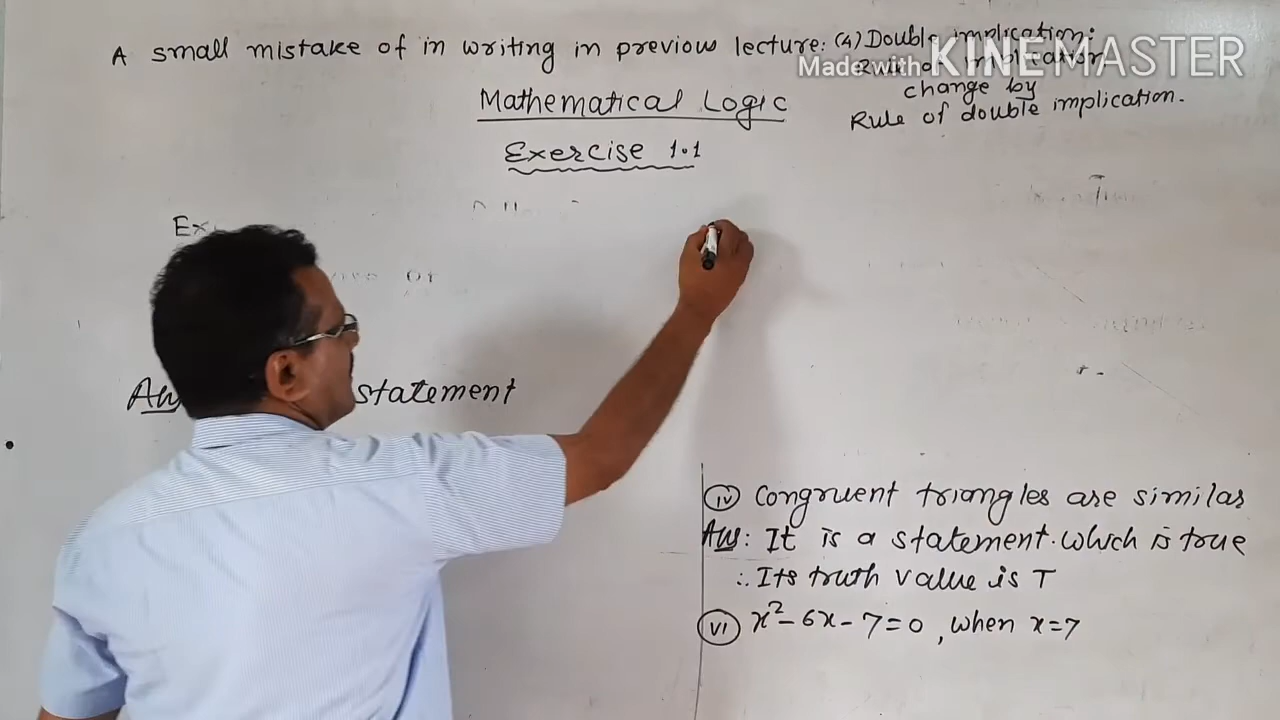 A small mistake of in writing in previous lecture: (4) Double implication:
Made with KINEMASTER
change by
Rule of double implication.
Mathematical Logic
Exercise 1.1
Ex
Ans statement
(iv) Congruent triangles are similar
Ans: It is a statement. which is true
∴ Its truth value is T
(vi) x² - 6x - 7 = 0, when x = 7